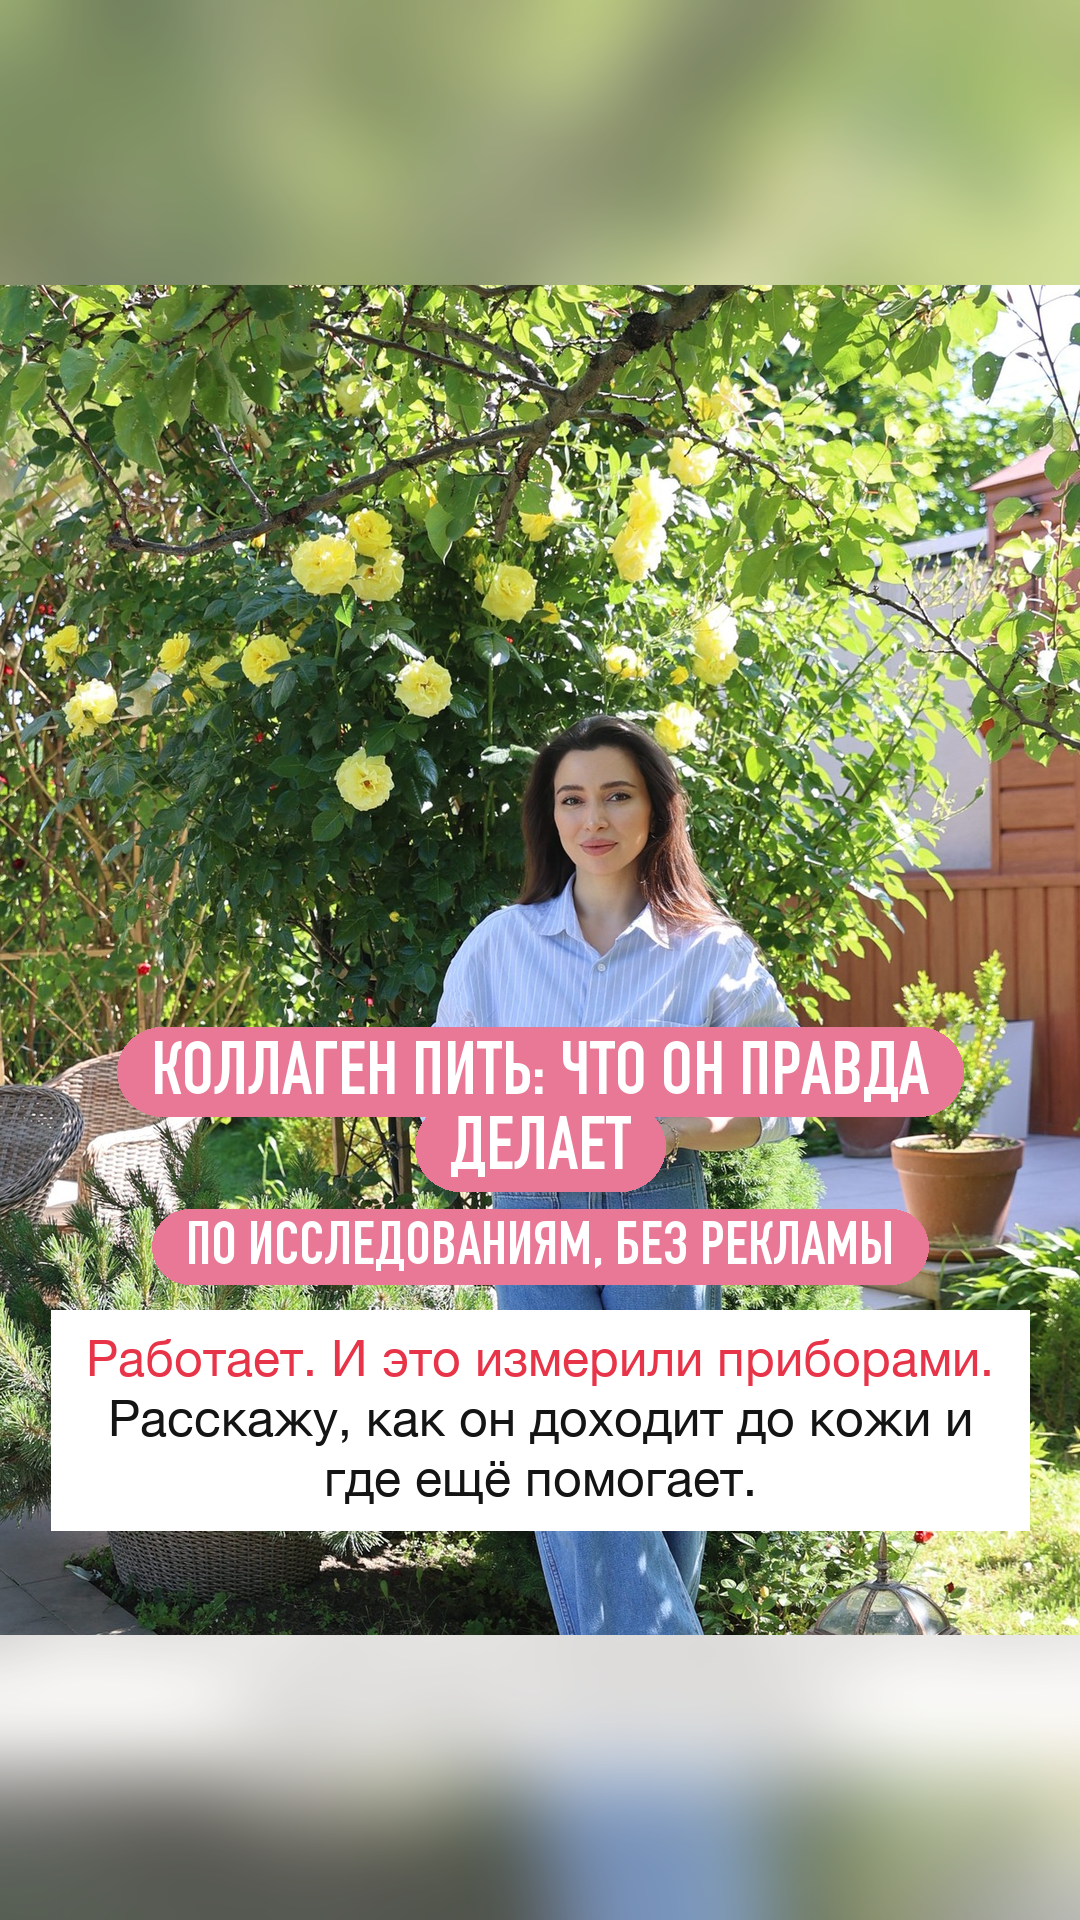 КОЛЛАГЕН ПИТЬ: ЧТО ОН ПРАВДА
ДЕЛАЕТ
ПО ИССЛЕДОВАНИЯМ, БЕЗ РЕКЛАМЫ
Работает. И это измерили приборами.
Расскажу, как он доходит до кожи и
где ещё помогает.